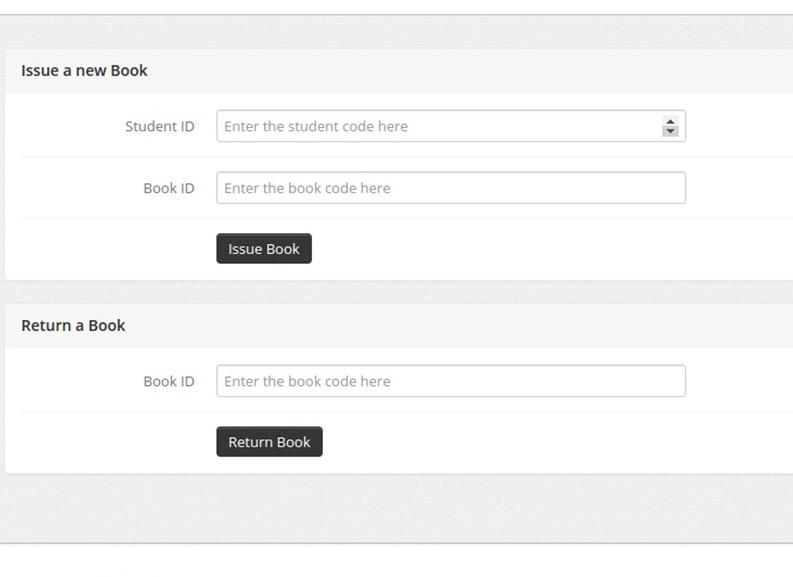 Issue a new Book
Student ID Enter the student code here
Book ID Enter the book code here
Issue Book
Return a Book
Book ID Enter the book code here
Return Book